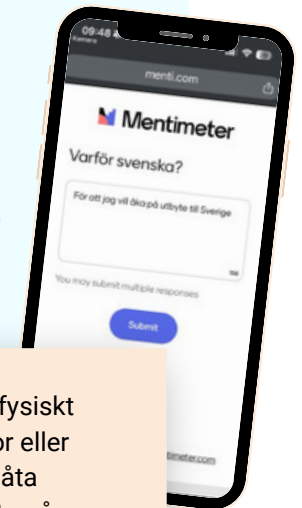 09:48
Kamera
menti.com
Mentimeter
Varför svenska?
För att jag vill åka på utbyte till Sverige
You may submit multiple responses
Submit
timeter.com
fysiskt
or eller
åta